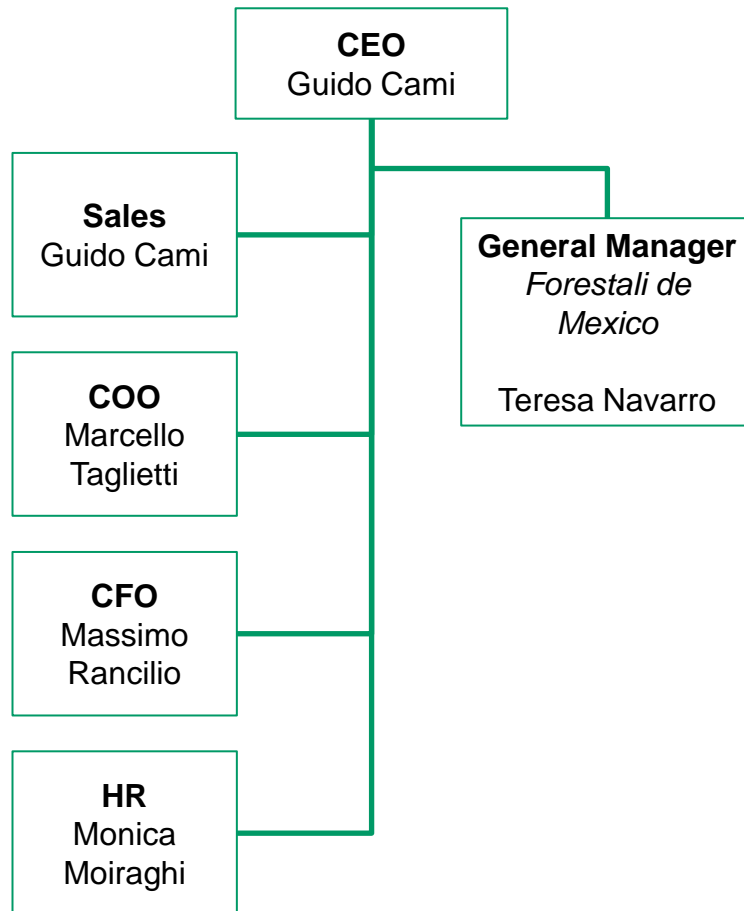 CEO
Guido Cami
Sales
Guido Cami
General Manager
Forestali de
Mexico
Teresa Navarro
COO
Marcello
Taglietti
CFO
Massimo
Rancilio
HR
Monica
Moiraghi